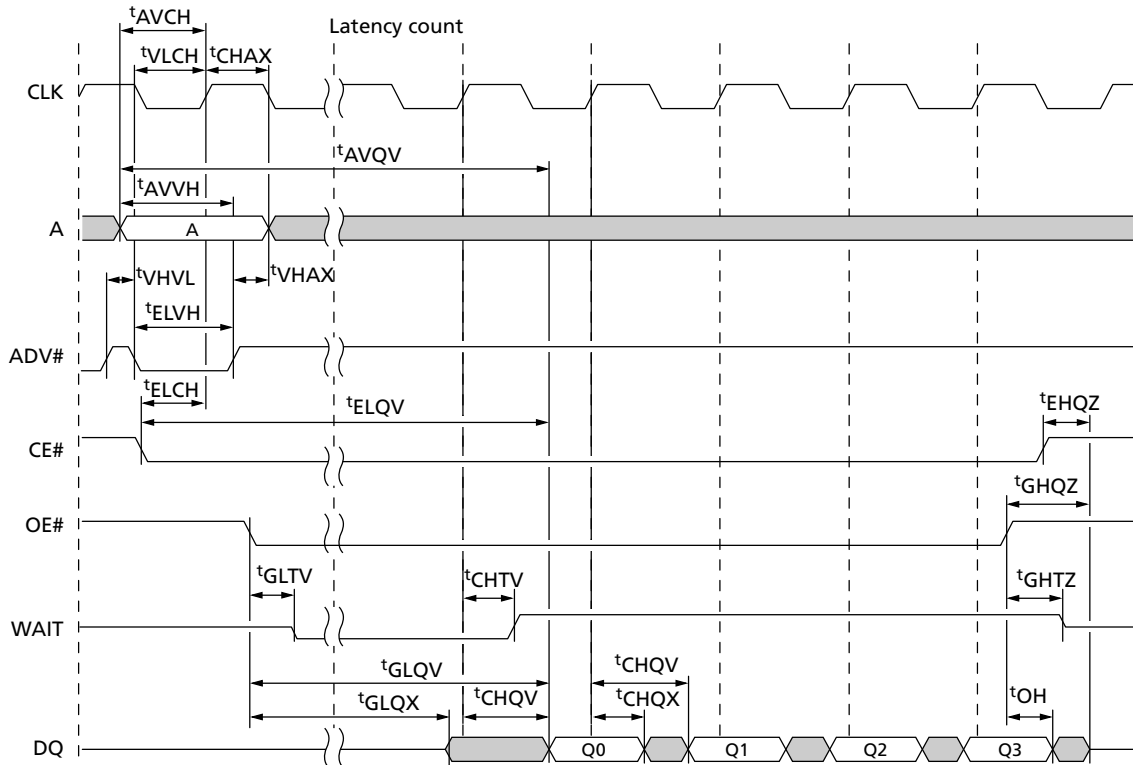 tAVCH
Latency count
tVLCH tCHAX
CLK
tAVQV
tAVVH
A A
tVHVL tVHAX
tELVH
ADV#
tELCH
tELQV tEHQZ
CE#
tGHQZ
OE#
tGLTV tCHTV tGHTZ
WAIT
tGLQV tCHQV
tGLQX tCHQV tCHQX tOH
DQ Q0 Q1 Q2 Q3